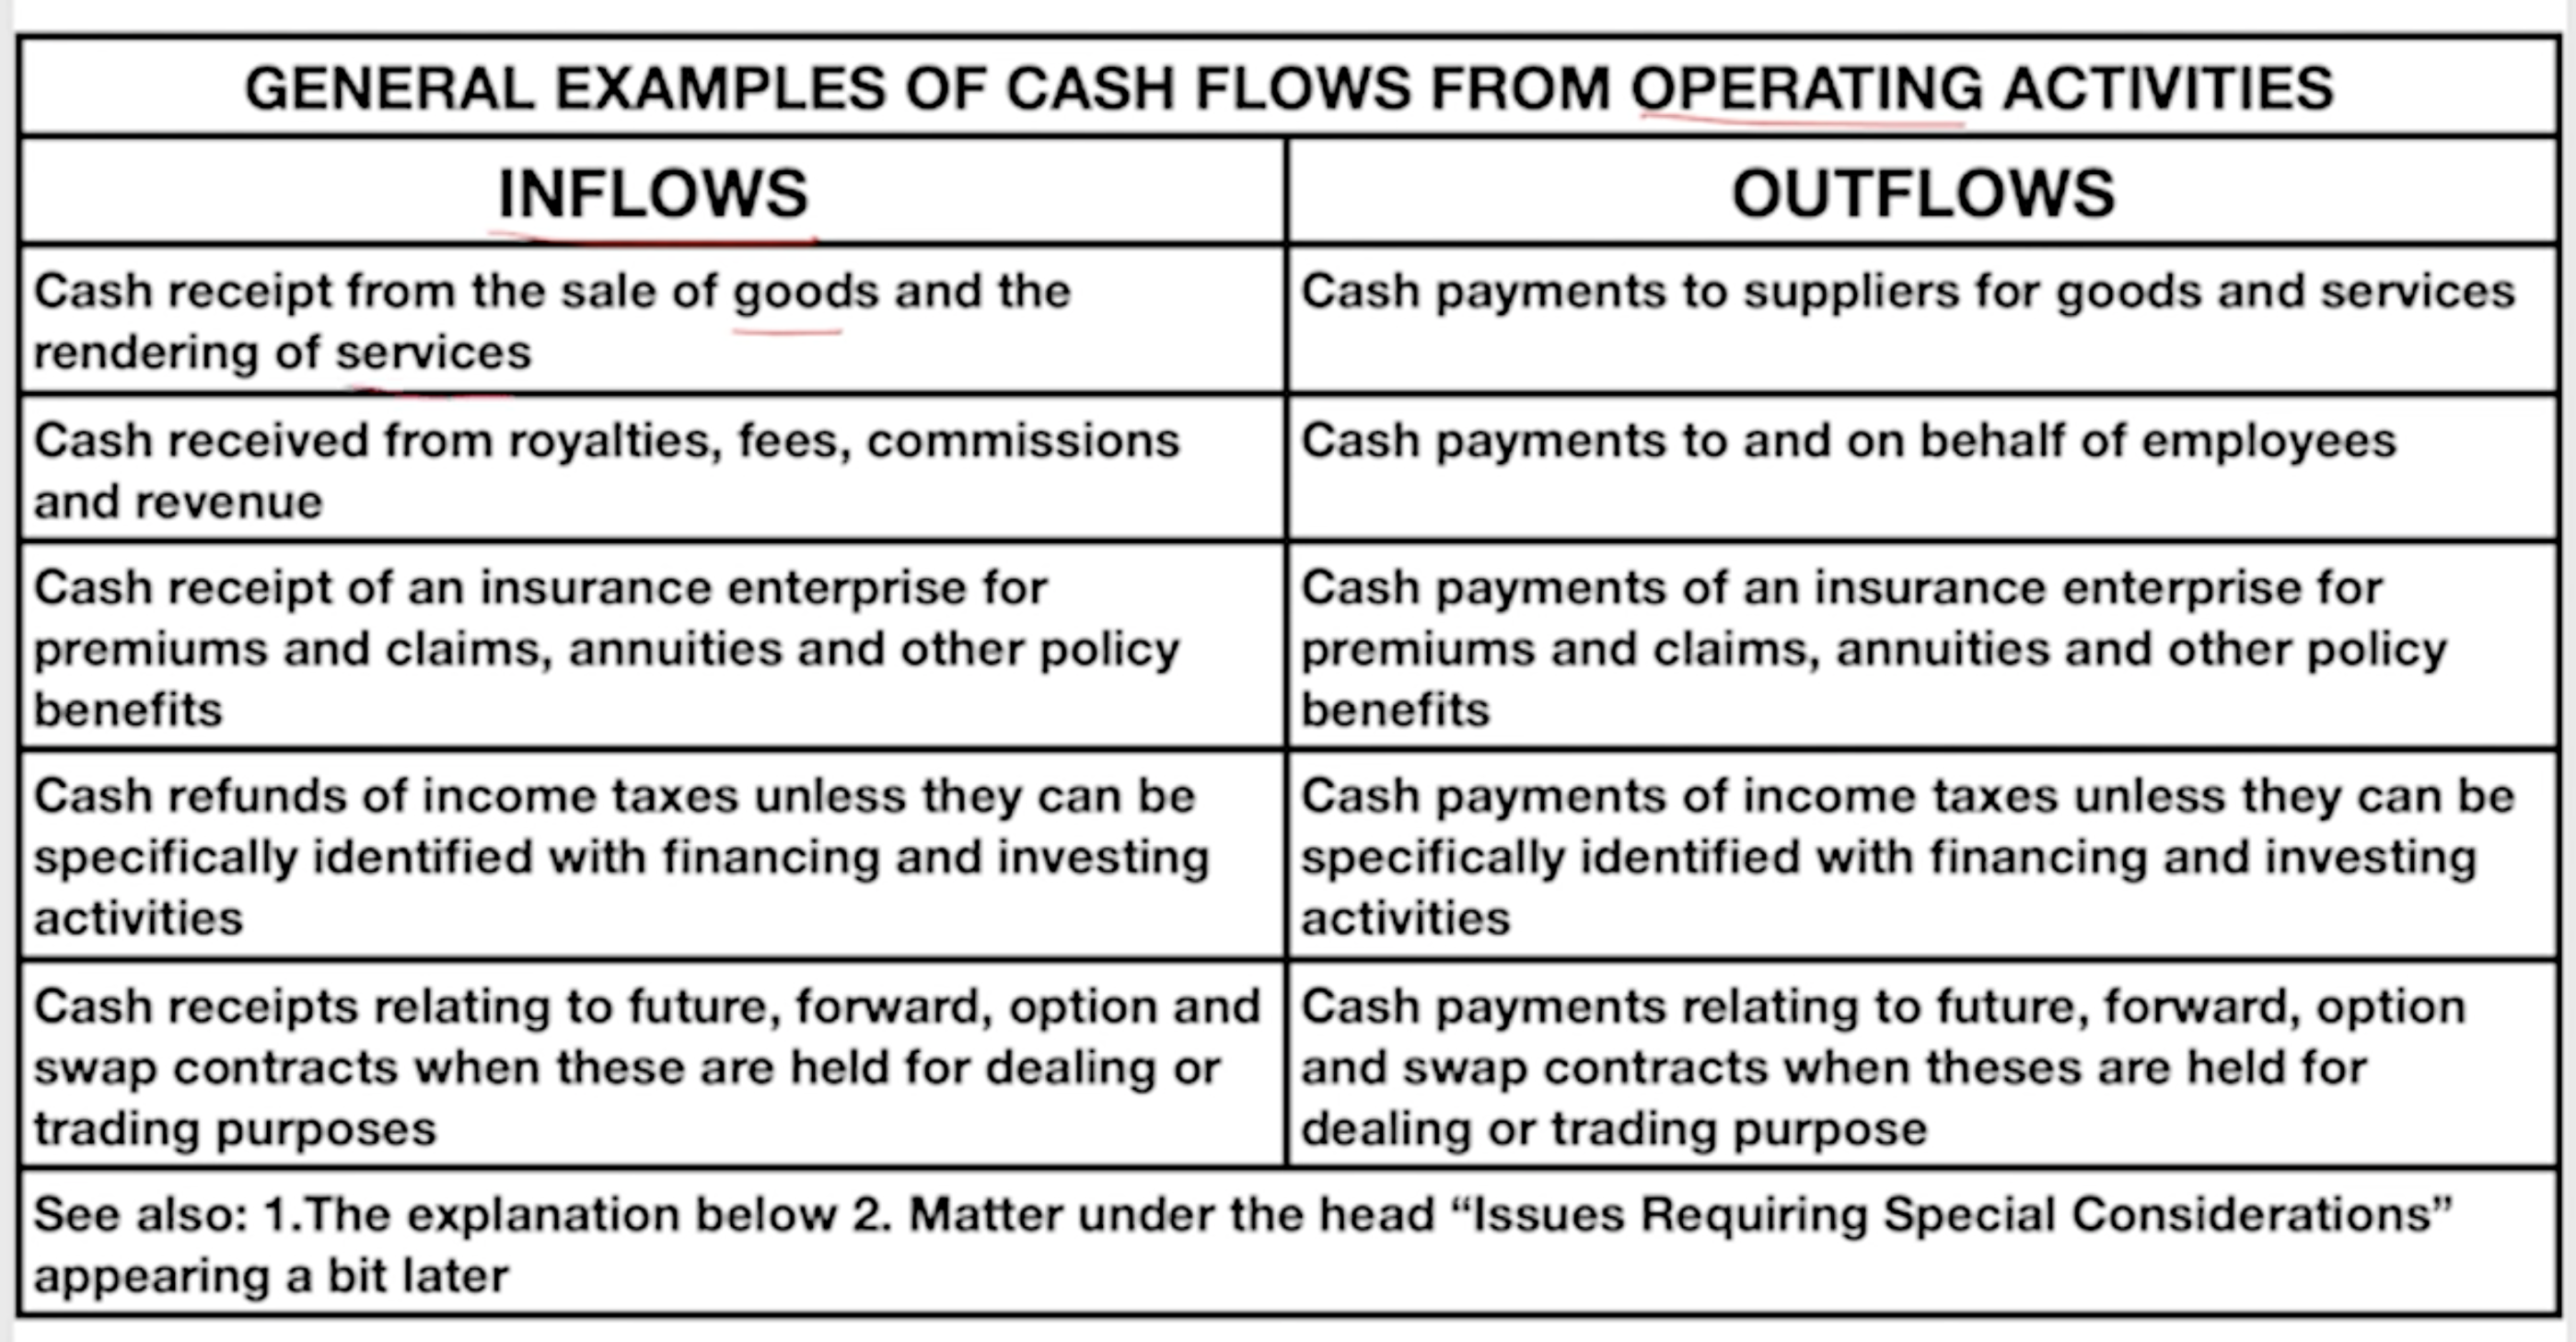 GENERAL EXAMPLES OF CASH FLOWS FROM OPERATING ACTIVITIES
INFLOWS
OUTFLOWS
Cash receipt from the sale of goods and the
rendering of services
Cash payments to suppliers for goods and services
Cash received from royalties, fees, commissions
and revenue
Cash payments to and on behalf of employees
Cash receipt of an insurance enterprise for
premiums and claims, annuities and other policy
benefits
Cash payments of an insurance enterprise for
premiums and claims, annuities and other policy
benefits
Cash refunds of income taxes unless they can be
specifically identified with financing and investing
activities
Cash payments of income taxes unless they can be
specifically identified with financing and investing
activities
Cash receipts relating to future, forward, option and
swap contracts when these are held for dealing or
trading purposes
Cash payments relating to future, forward, option
and swap contracts when theses are held for
dealing or trading purpose
See also: 1.The explanation below 2. Matter under the head “Issues Requiring Special Considerations”
appearing a bit later